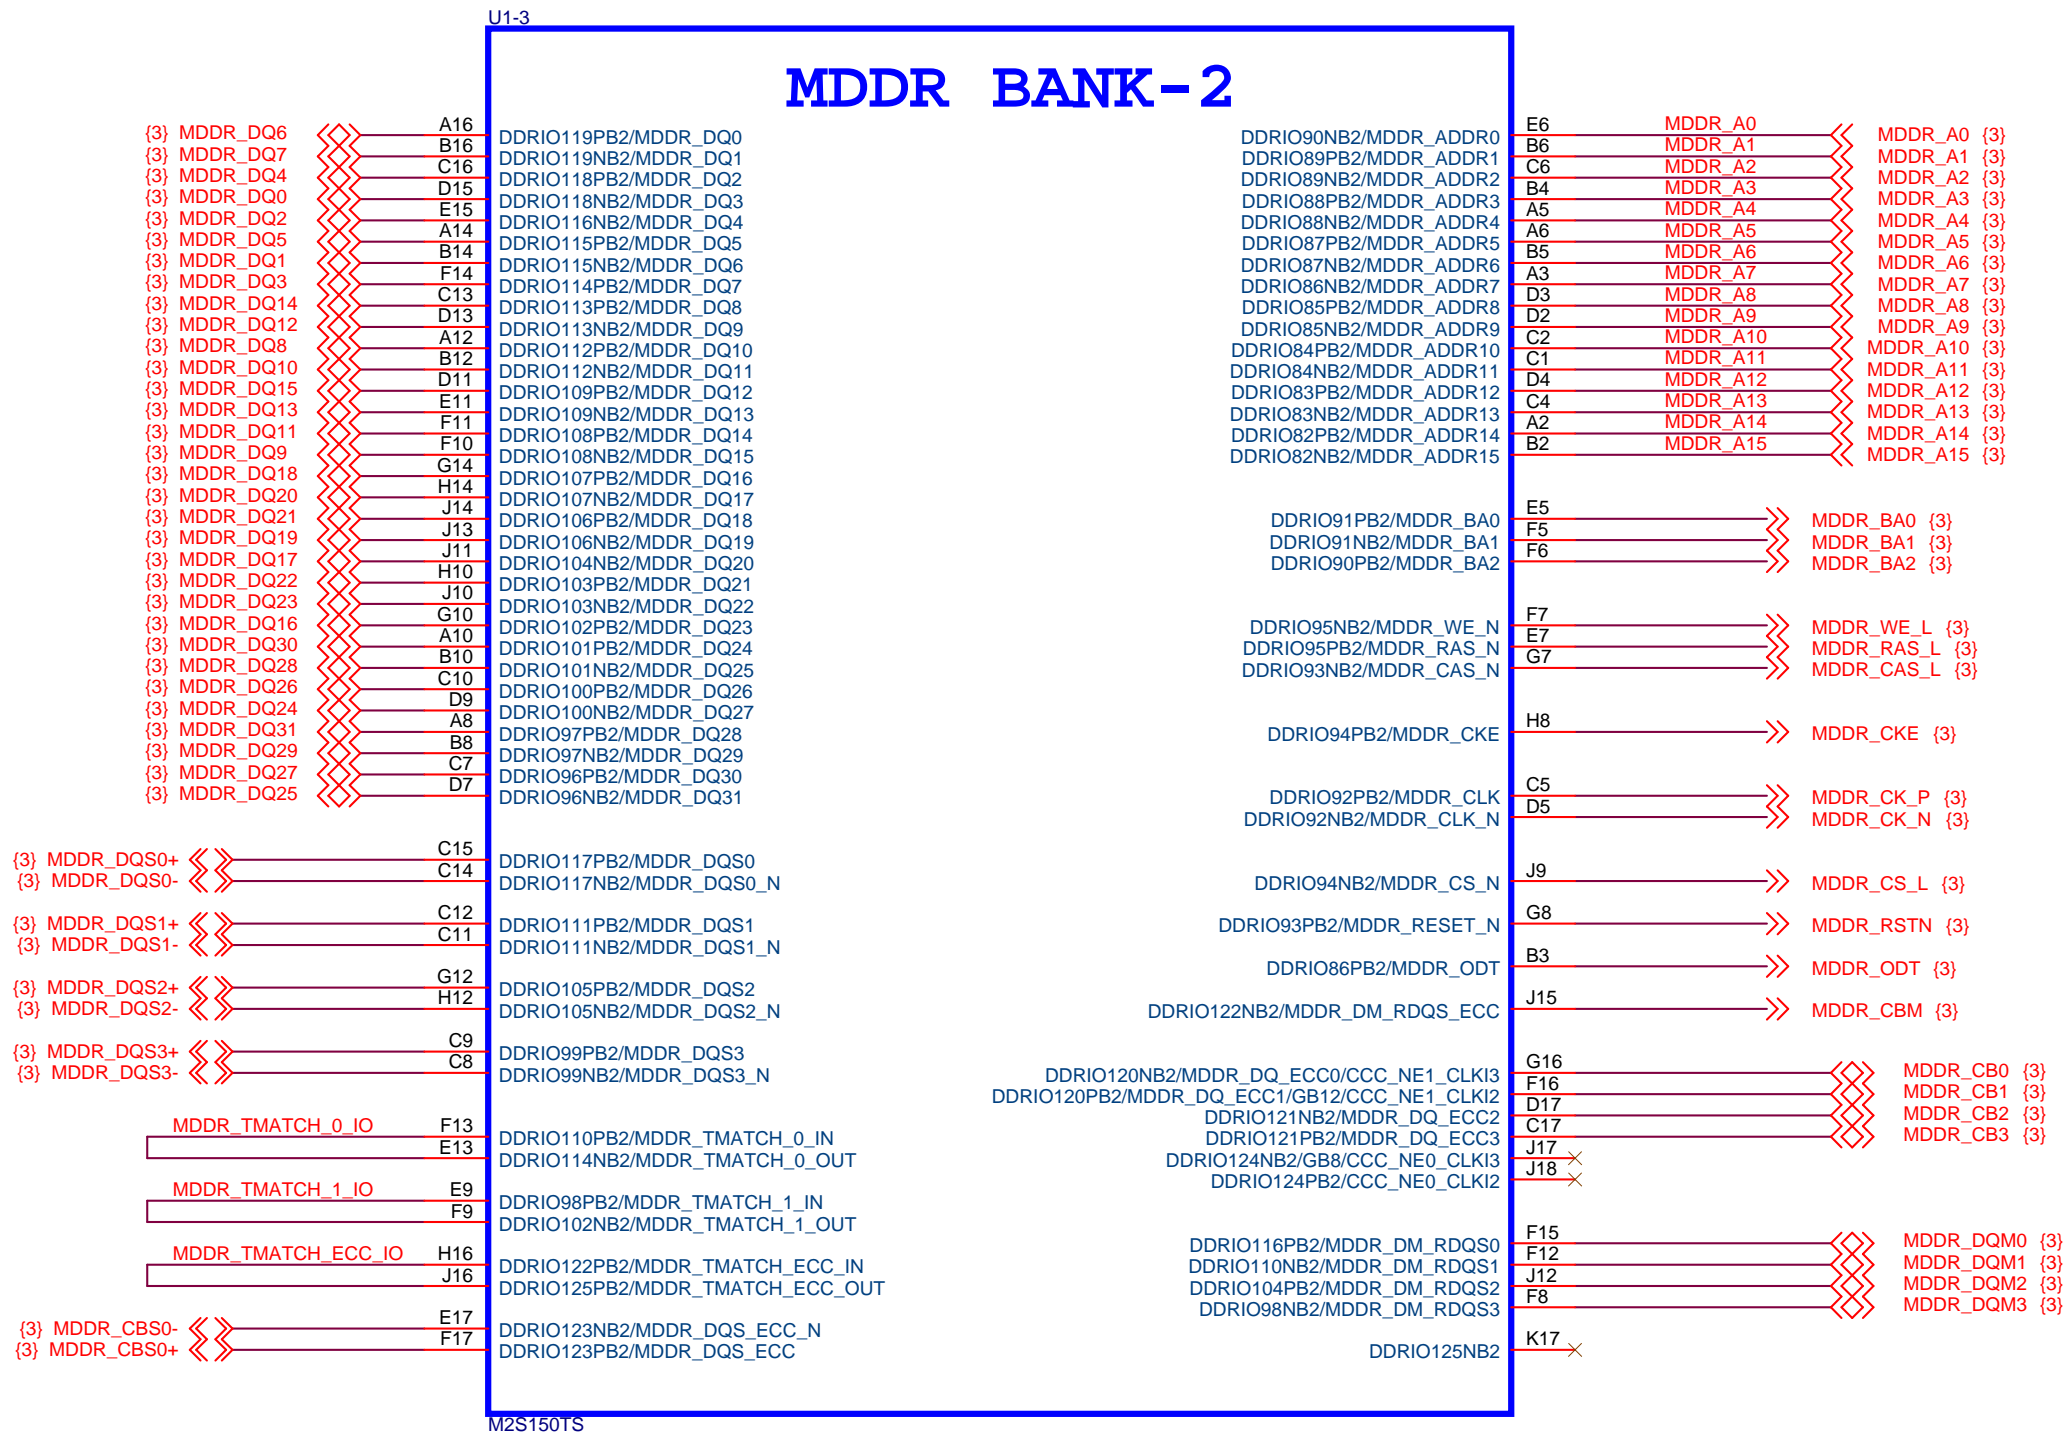 U1-3
MDDR BANK-2
{3} MDDR_DQ6 A16 DDRIO119PB2/MDDR_DQ0
{3} MDDR_DQ7 B16 DDRIO119NB2/MDDR_DQ1
{3} MDDR_DQ4 C16 DDRIO118PB2/MDDR_DQ2
{3} MDDR_DQ0 D15 DDRIO118NB2/MDDR_DQ3
{3} MDDR_DQ2 E15 DDRIO116NB2/MDDR_DQ4
{3} MDDR_DQ5 A14 DDRIO115PB2/MDDR_DQ5
{3} MDDR_DQ1 B14 DDRIO115NB2/MDDR_DQ6
{3} MDDR_DQ3 F14 DDRIO114PB2/MDDR_DQ7
{3} MDDR_DQ14 C13 DDRIO113PB2/MDDR_DQ8
{3} MDDR_DQ12 D13 DDRIO113NB2/MDDR_DQ9
{3} MDDR_DQ8 A12 DDRIO112PB2/MDDR_DQ10
{3} MDDR_DQ10 B12 DDRIO112NB2/MDDR_DQ11
{3} MDDR_DQ15 D11 DDRIO109PB2/MDDR_DQ12
{3} MDDR_DQ13 E11 DDRIO109NB2/MDDR_DQ13
{3} MDDR_DQ11 F11 DDRIO108PB2/MDDR_DQ14
{3} MDDR_DQ9 F10 DDRIO108NB2/MDDR_DQ15
{3} MDDR_DQ18 G14 DDRIO107PB2/MDDR_DQ16
{3} MDDR_DQ20 H14 DDRIO107NB2/MDDR_DQ17
{3} MDDR_DQ21 J14 DDRIO106PB2/MDDR_DQ18
{3} MDDR_DQ19 J13 DDRIO106NB2/MDDR_DQ19
{3} MDDR_DQ17 J11 DDRIO104NB2/MDDR_DQ20
{3} MDDR_DQ22 H10 DDRIO103PB2/MDDR_DQ21
{3} MDDR_DQ23 J10 DDRIO103NB2/MDDR_DQ22
{3} MDDR_DQ16 G10 DDRIO102PB2/MDDR_DQ23
{3} MDDR_DQ30 A10 DDRIO101PB2/MDDR_DQ24
{3} MDDR_DQ28 B10 DDRIO101NB2/MDDR_DQ25
{3} MDDR_DQ26 C10 DDRIO100PB2/MDDR_DQ26
{3} MDDR_DQ24 D9 DDRIO100NB2/MDDR_DQ27
{3} MDDR_DQ31 A8 DDRIO97PB2/MDDR_DQ28
{3} MDDR_DQ29 B8 DDRIO97NB2/MDDR_DQ29
{3} MDDR_DQ27 C7 DDRIO96PB2/MDDR_DQ30
{3} MDDR_DQ25 D7 DDRIO96NB2/MDDR_DQ31
{3} MDDR_DQS0+ C15 DDRIO117PB2/MDDR_DQS0
{3} MDDR_DQS0- C14 DDRIO117NB2/MDDR_DQS0_N
{3} MDDR_DQS1+ C12 DDRIO111PB2/MDDR_DQS1
{3} MDDR_DQS1- C11 DDRIO111NB2/MDDR_DQS1_N
{3} MDDR_DQS2+ G12 DDRIO105PB2/MDDR_DQS2
{3} MDDR_DQS2- H12 DDRIO105NB2/MDDR_DQS2_N
{3} MDDR_DQS3+ C9 DDRIO99PB2/MDDR_DQS3
{3} MDDR_DQS3- C8 DDRIO99NB2/MDDR_DQS3_N
MDDR_TMATCH_0_IO F13 DDRIO110PB2/MDDR_TMATCH_0_IN
E13 DDRIO114NB2/MDDR_TMATCH_0_OUT
MDDR_TMATCH_1_IO E9 DDRIO98PB2/MDDR_TMATCH_1_IN
F9 DDRIO102NB2/MDDR_TMATCH_1_OUT
MDDR_TMATCH_ECC_IO H16 DDRIO122PB2/MDDR_TMATCH_ECC_IN
J16 DDRIO125PB2/MDDR_TMATCH_ECC_OUT
{3} MDDR_CBS0- E17 DDRIO123NB2/MDDR_DQS_ECC_N
{3} MDDR_CBS0+ F17 DDRIO123PB2/MDDR_DQS_ECC
DDRIO90NB2/MDDR_ADDR0 E6 MDDR_A0 MDDR_A0 {3}
DDRIO89PB2/MDDR_ADDR1 B6 MDDR_A1 MDDR_A1 {3}
DDRIO89NB2/MDDR_ADDR2 C6 MDDR_A2 MDDR_A2 {3}
DDRIO88PB2/MDDR_ADDR3 B4 MDDR_A3 MDDR_A3 {3}
DDRIO88NB2/MDDR_ADDR4 A5 MDDR_A4 MDDR_A4 {3}
DDRIO87PB2/MDDR_ADDR5 A6 MDDR_A5 MDDR_A5 {3}
DDRIO87NB2/MDDR_ADDR6 B5 MDDR_A6 MDDR_A6 {3}
DDRIO86NB2/MDDR_ADDR7 A3 MDDR_A7 MDDR_A7 {3}
DDRIO85PB2/MDDR_ADDR8 D3 MDDR_A8 MDDR_A8 {3}
DDRIO85NB2/MDDR_ADDR9 D2 MDDR_A9 MDDR_A9 {3}
DDRIO84PB2/MDDR_ADDR10 C2 MDDR_A10 MDDR_A10 {3}
DDRIO84NB2/MDDR_ADDR11 C1 MDDR_A11 MDDR_A11 {3}
DDRIO83PB2/MDDR_ADDR12 D4 MDDR_A12 MDDR_A12 {3}
DDRIO83NB2/MDDR_ADDR13 C4 MDDR_A13 MDDR_A13 {3}
DDRIO82PB2/MDDR_ADDR14 A2 MDDR_A14 MDDR_A14 {3}
DDRIO82NB2/MDDR_ADDR15 B2 MDDR_A15 MDDR_A15 {3}
DDRIO91PB2/MDDR_BA0 E5 MDDR_BA0 {3}
DDRIO91NB2/MDDR_BA1 F5 MDDR_BA1 {3}
DDRIO90PB2/MDDR_BA2 F6 MDDR_BA2 {3}
DDRIO95NB2/MDDR_WE_N F7 MDDR_WE_L {3}
DDRIO95PB2/MDDR_RAS_N E7 MDDR_RAS_L {3}
DDRIO93NB2/MDDR_CAS_N G7 MDDR_CAS_L {3}
DDRIO94PB2/MDDR_CKE H8 MDDR_CKE {3}
DDRIO92PB2/MDDR_CLK C5 MDDR_CK_P {3}
DDRIO92NB2/MDDR_CLK_N D5 MDDR_CK_N {3}
DDRIO94NB2/MDDR_CS_N J9 MDDR_CS_L {3}
DDRIO93PB2/MDDR_RESET_N G8 MDDR_RSTN {3}
DDRIO86PB2/MDDR_ODT B3 MDDR_ODT {3}
DDRIO122NB2/MDDR_DM_RDQS_ECC J15 MDDR_CBM {3}
DDRIO120NB2/MDDR_DQ_ECC0/CCC_NE1_CLKI3 G16 MDDR_CB0 {3}
DDRIO120PB2/MDDR_DQ_ECC1/GB12/CCC_NE1_CLKI2 F16 MDDR_CB1 {3}
DDRIO121NB2/MDDR_DQ_ECC2 D17 MDDR_CB2 {3}
DDRIO121PB2/MDDR_DQ_ECC3 C17 MDDR_CB3 {3}
DDRIO124NB2/GB8/CCC_NE0_CLKI3 J17
DDRIO124PB2/CCC_NE0_CLKI2 J18
DDRIO116PB2/MDDR_DM_RDQS0 F15 MDDR_DQM0 {3}
DDRIO110NB2/MDDR_DM_RDQS1 F12 MDDR_DQM1 {3}
DDRIO104PB2/MDDR_DM_RDQS2 J12 MDDR_DQM2 {3}
DDRIO98NB2/MDDR_DM_RDQS3 F8 MDDR_DQM3 {3}
DDRIO125NB2 K17
M2S150TS